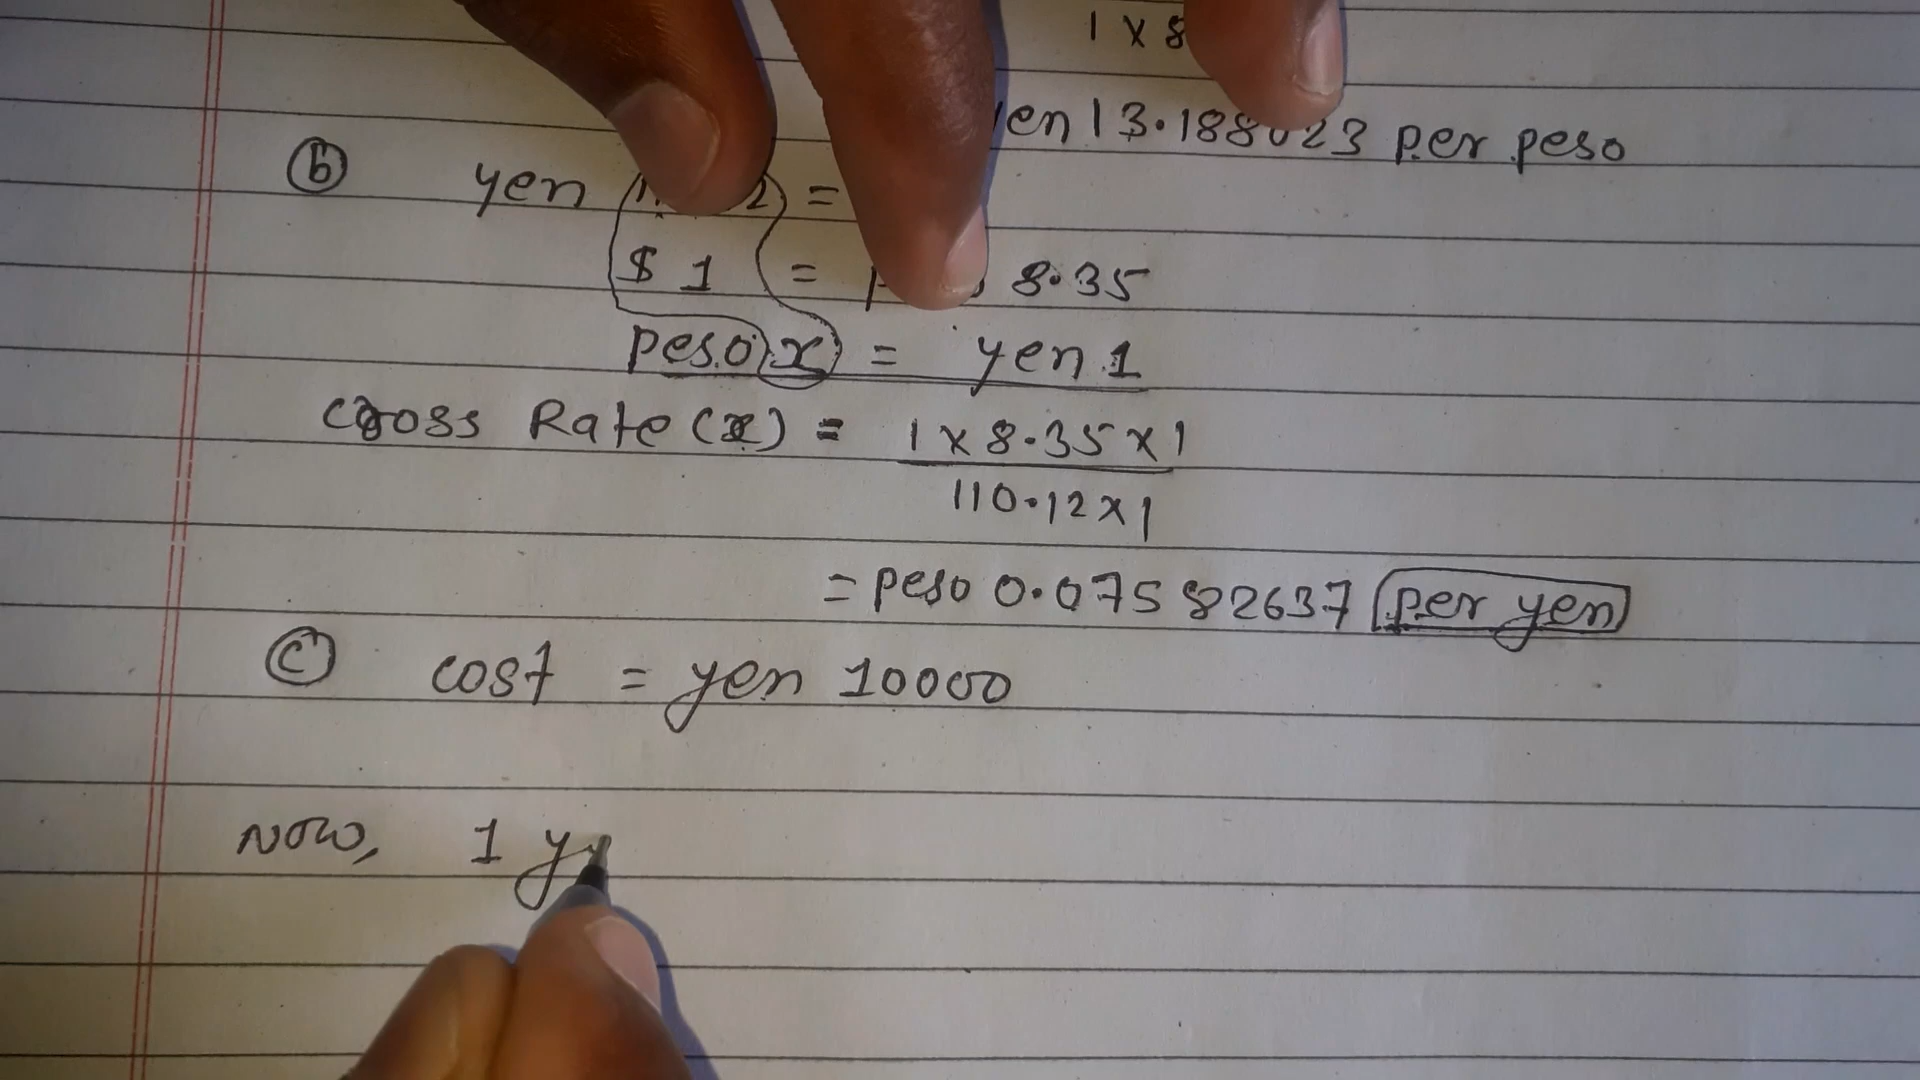 1 X 8
en 13.188023 per peso
(b) yen =
$ 1 = 8.35
peso x = yen 1
Cross Rate (x) = 1 x 8.35 x 1
110.12 x 1
= peso 0.07582637 per yen
(c) cost = yen 10000
Now, 1 y